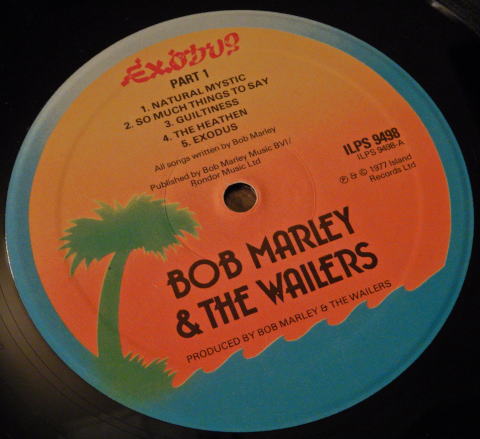 Exodus
PART 1
1. NATURAL MYSTIC
2. SO MUCH THINGS TO SAY
3. GUILTINESS
4. THE HEATHEN
5. EXODUS
All songs written by Bob Marley
Published by Bob Marley Music BVI/
Rondor Music Ltd
ILPS 9498
ILPS 9498-A
℗ & © 1977 Island
Records Ltd
BOB MARLEY
& THE WAILERS
PRODUCED BY BOB MARLEY & THE WAILERS